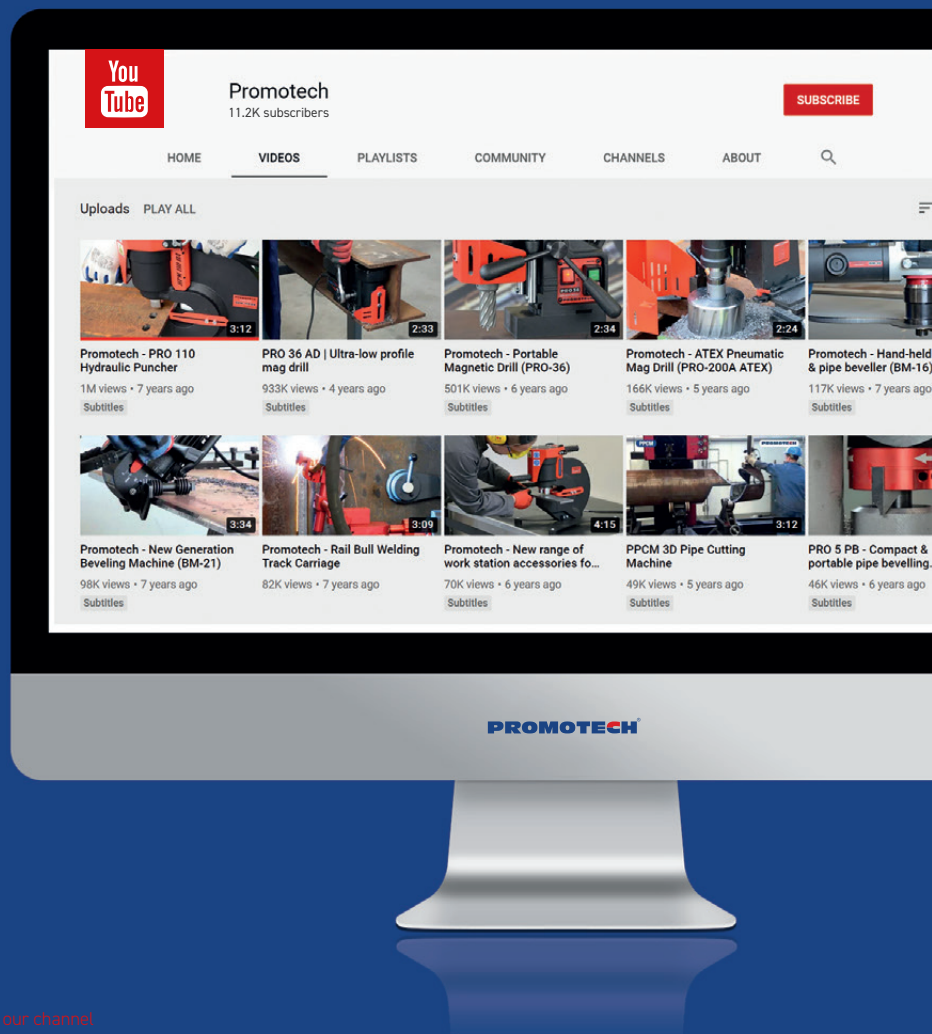 You
Tube
Promotech
11.2K subscribers
SUBSCRIBE
HOME VIDEOS PLAYLISTS COMMUNITY CHANNELS ABOUT
Uploads PLAY ALL
3:12 2:33 2:34 2:24
Promotech - PRO 110
Hydraulic Puncher
1M views • 7 years ago
Subtitles
PRO 36 AD | Ultra-low profile
mag drill
933K views • 4 years ago
Subtitles
Promotech - Portable
Magnetic Drill (PRO-36)
501K views • 6 years ago
Subtitles
Promotech - ATEX Pneumatic
Mag Drill (PRO-200A ATEX)
166K views • 5 years ago
Subtitles
Promotech - Hand-held
& pipe beveller (BM-16)
117K views • 7 years ago
Subtitles
PPCM PROMOTECH
3:34 3:09 4:15 3:12
Promotech - New Generation
Beveling Machine (BM-21)
98K views • 7 years ago
Subtitles
Promotech - Rail Bull Welding
Track Carriage
82K views • 7 years ago
Promotech - New range of
work station accessories fo...
70K views • 6 years ago
Subtitles
PPCM 3D Pipe Cutting
Machine
49K views • 5 years ago
Subtitles
PRO 5 PB - Compact &
portable pipe bevelling.
46K views • 6 years ago
Subtitles
PROMOTECH
our channel